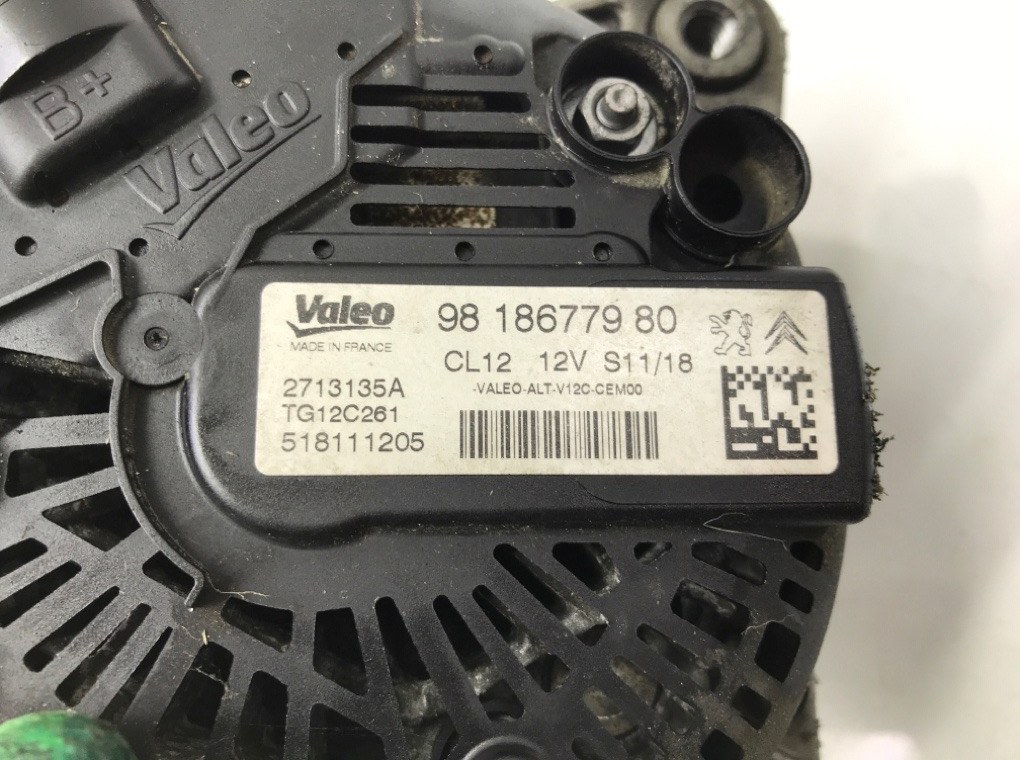 B+
Valeo
Valeo
MADE IN FRANCE
98 186779 80
CL12 12V S11/18
-VALEO-ALT-V12C-CEM00
2713135A
TG12C261
518111205